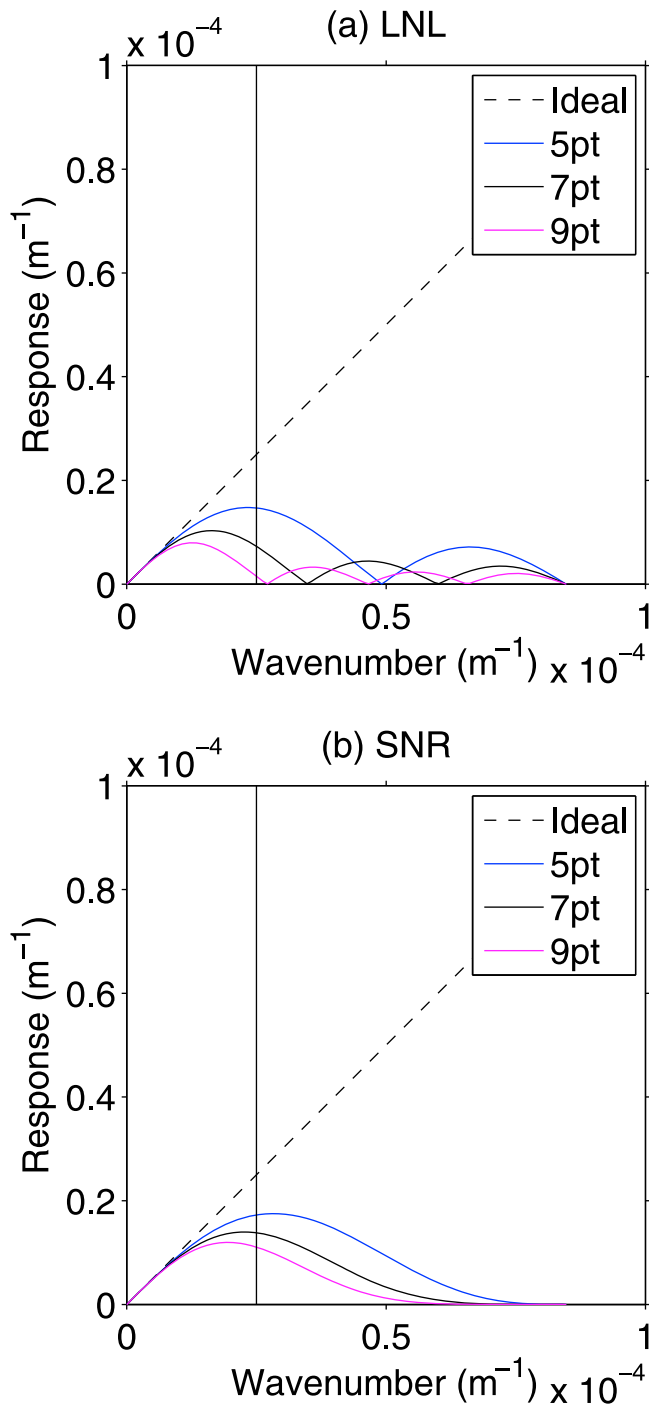 (a) LNL
x 10⁻⁴
1
0.8
0.6
0.4
0.2
0
Response (m⁻¹)
Ideal
5pt
7pt
9pt
0 0.5 1
Wavenumber (m⁻¹) x 10⁻⁴
(b) SNR
x 10⁻⁴
1
0.8
0.6
0.4
0.2
0
Response (m⁻¹)
Ideal
5pt
7pt
9pt
0 0.5 1
Wavenumber (m⁻¹) x 10⁻⁴